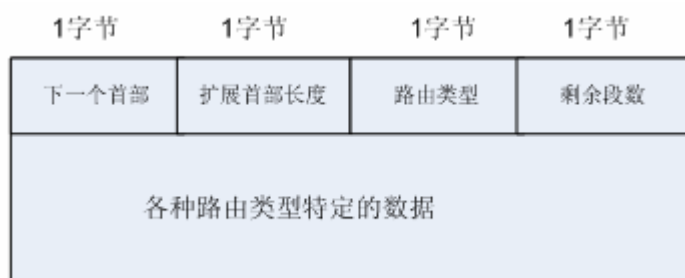 1字节 1字节 1字节 1字节
下一个首部 扩展首部长度 路由类型 剩余段数
各种路由类型特定的数据